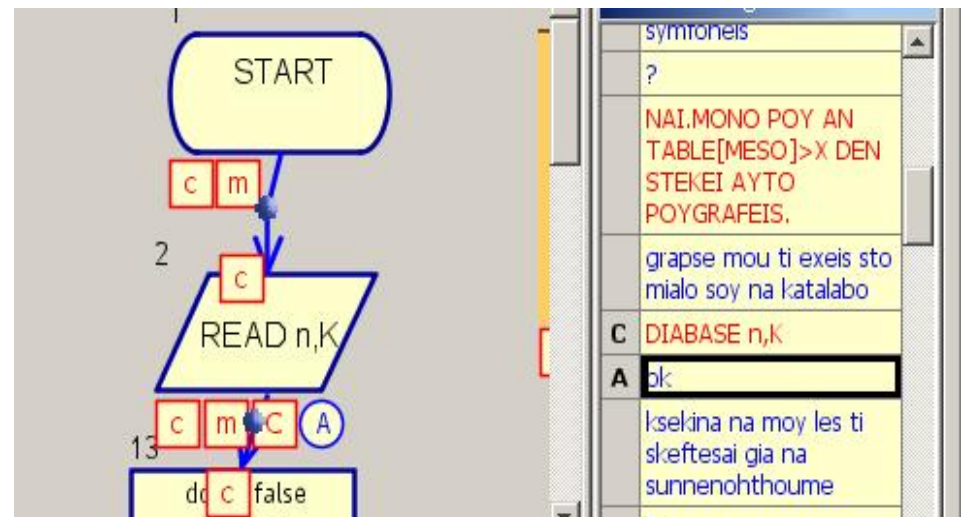 1
START
c m
2
c
READ n,K
c m C A
13
c false
symfoneis
?
NAI.MONO POY AN
TABLE[MESO]>X DEN
STEKEI AYTO
POYGRAFEIS.
grapse mou ti exeis sto
mialo soy na katalabo
C DIABASE n,K
A ok
ksekina na moy les ti
skeftesai gia na
sunnenohthoume